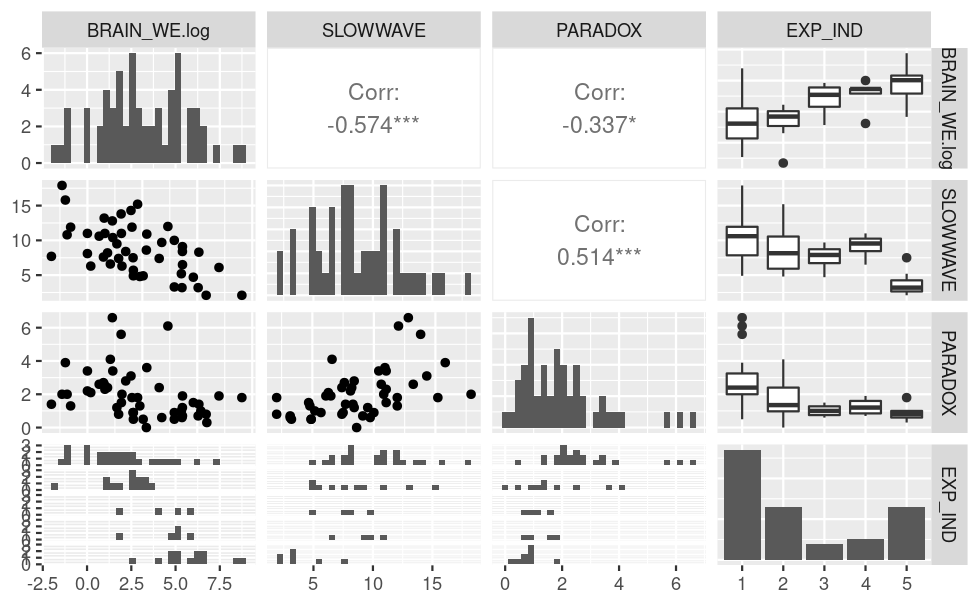 BRAIN_WE.log SLOWWAVE PARADOX EXP_IND
6
4
2
0
Corr:
-0.574***
Corr:
-0.337*
BRAIN_WE.log
15
10
5
Corr:
0.514***
SLOWWAVE
6
4
2
0
PARADOX
EXP_IND
-2.5 0.0 2.5 5.0 7.5 5 10 15 0 2 4 6 1 2 3 4 5